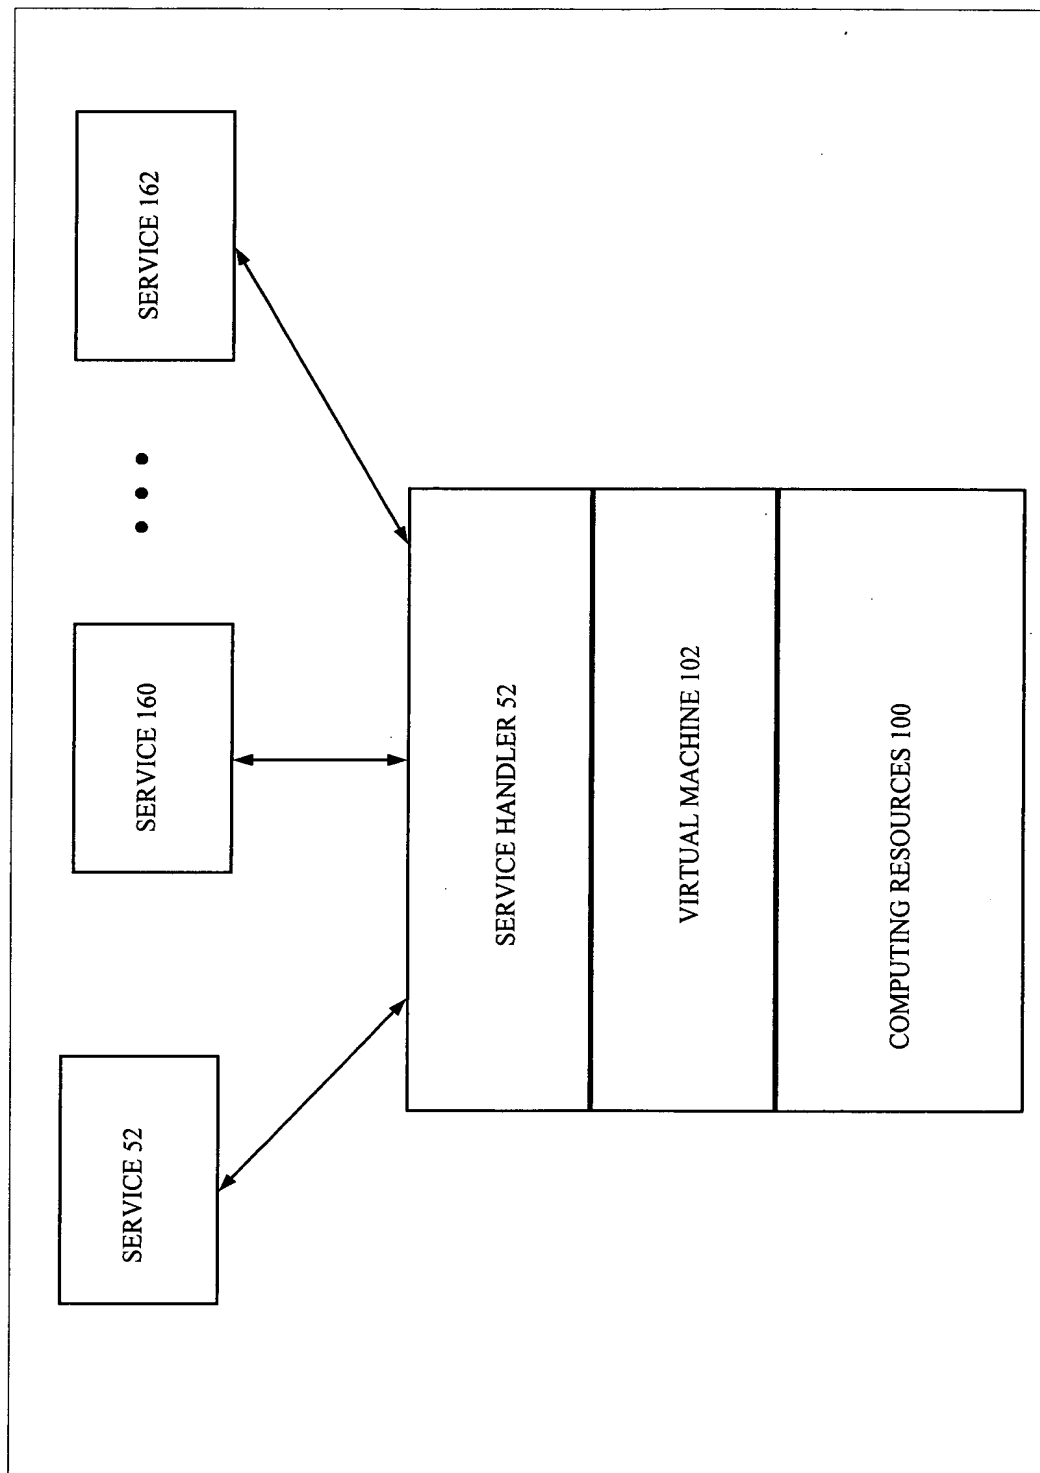 SERVICE 52
SERVICE 160
SERVICE 162
SERVICE HANDLER 52
VIRTUAL MACHINE 102
COMPUTING RESOURCES 100